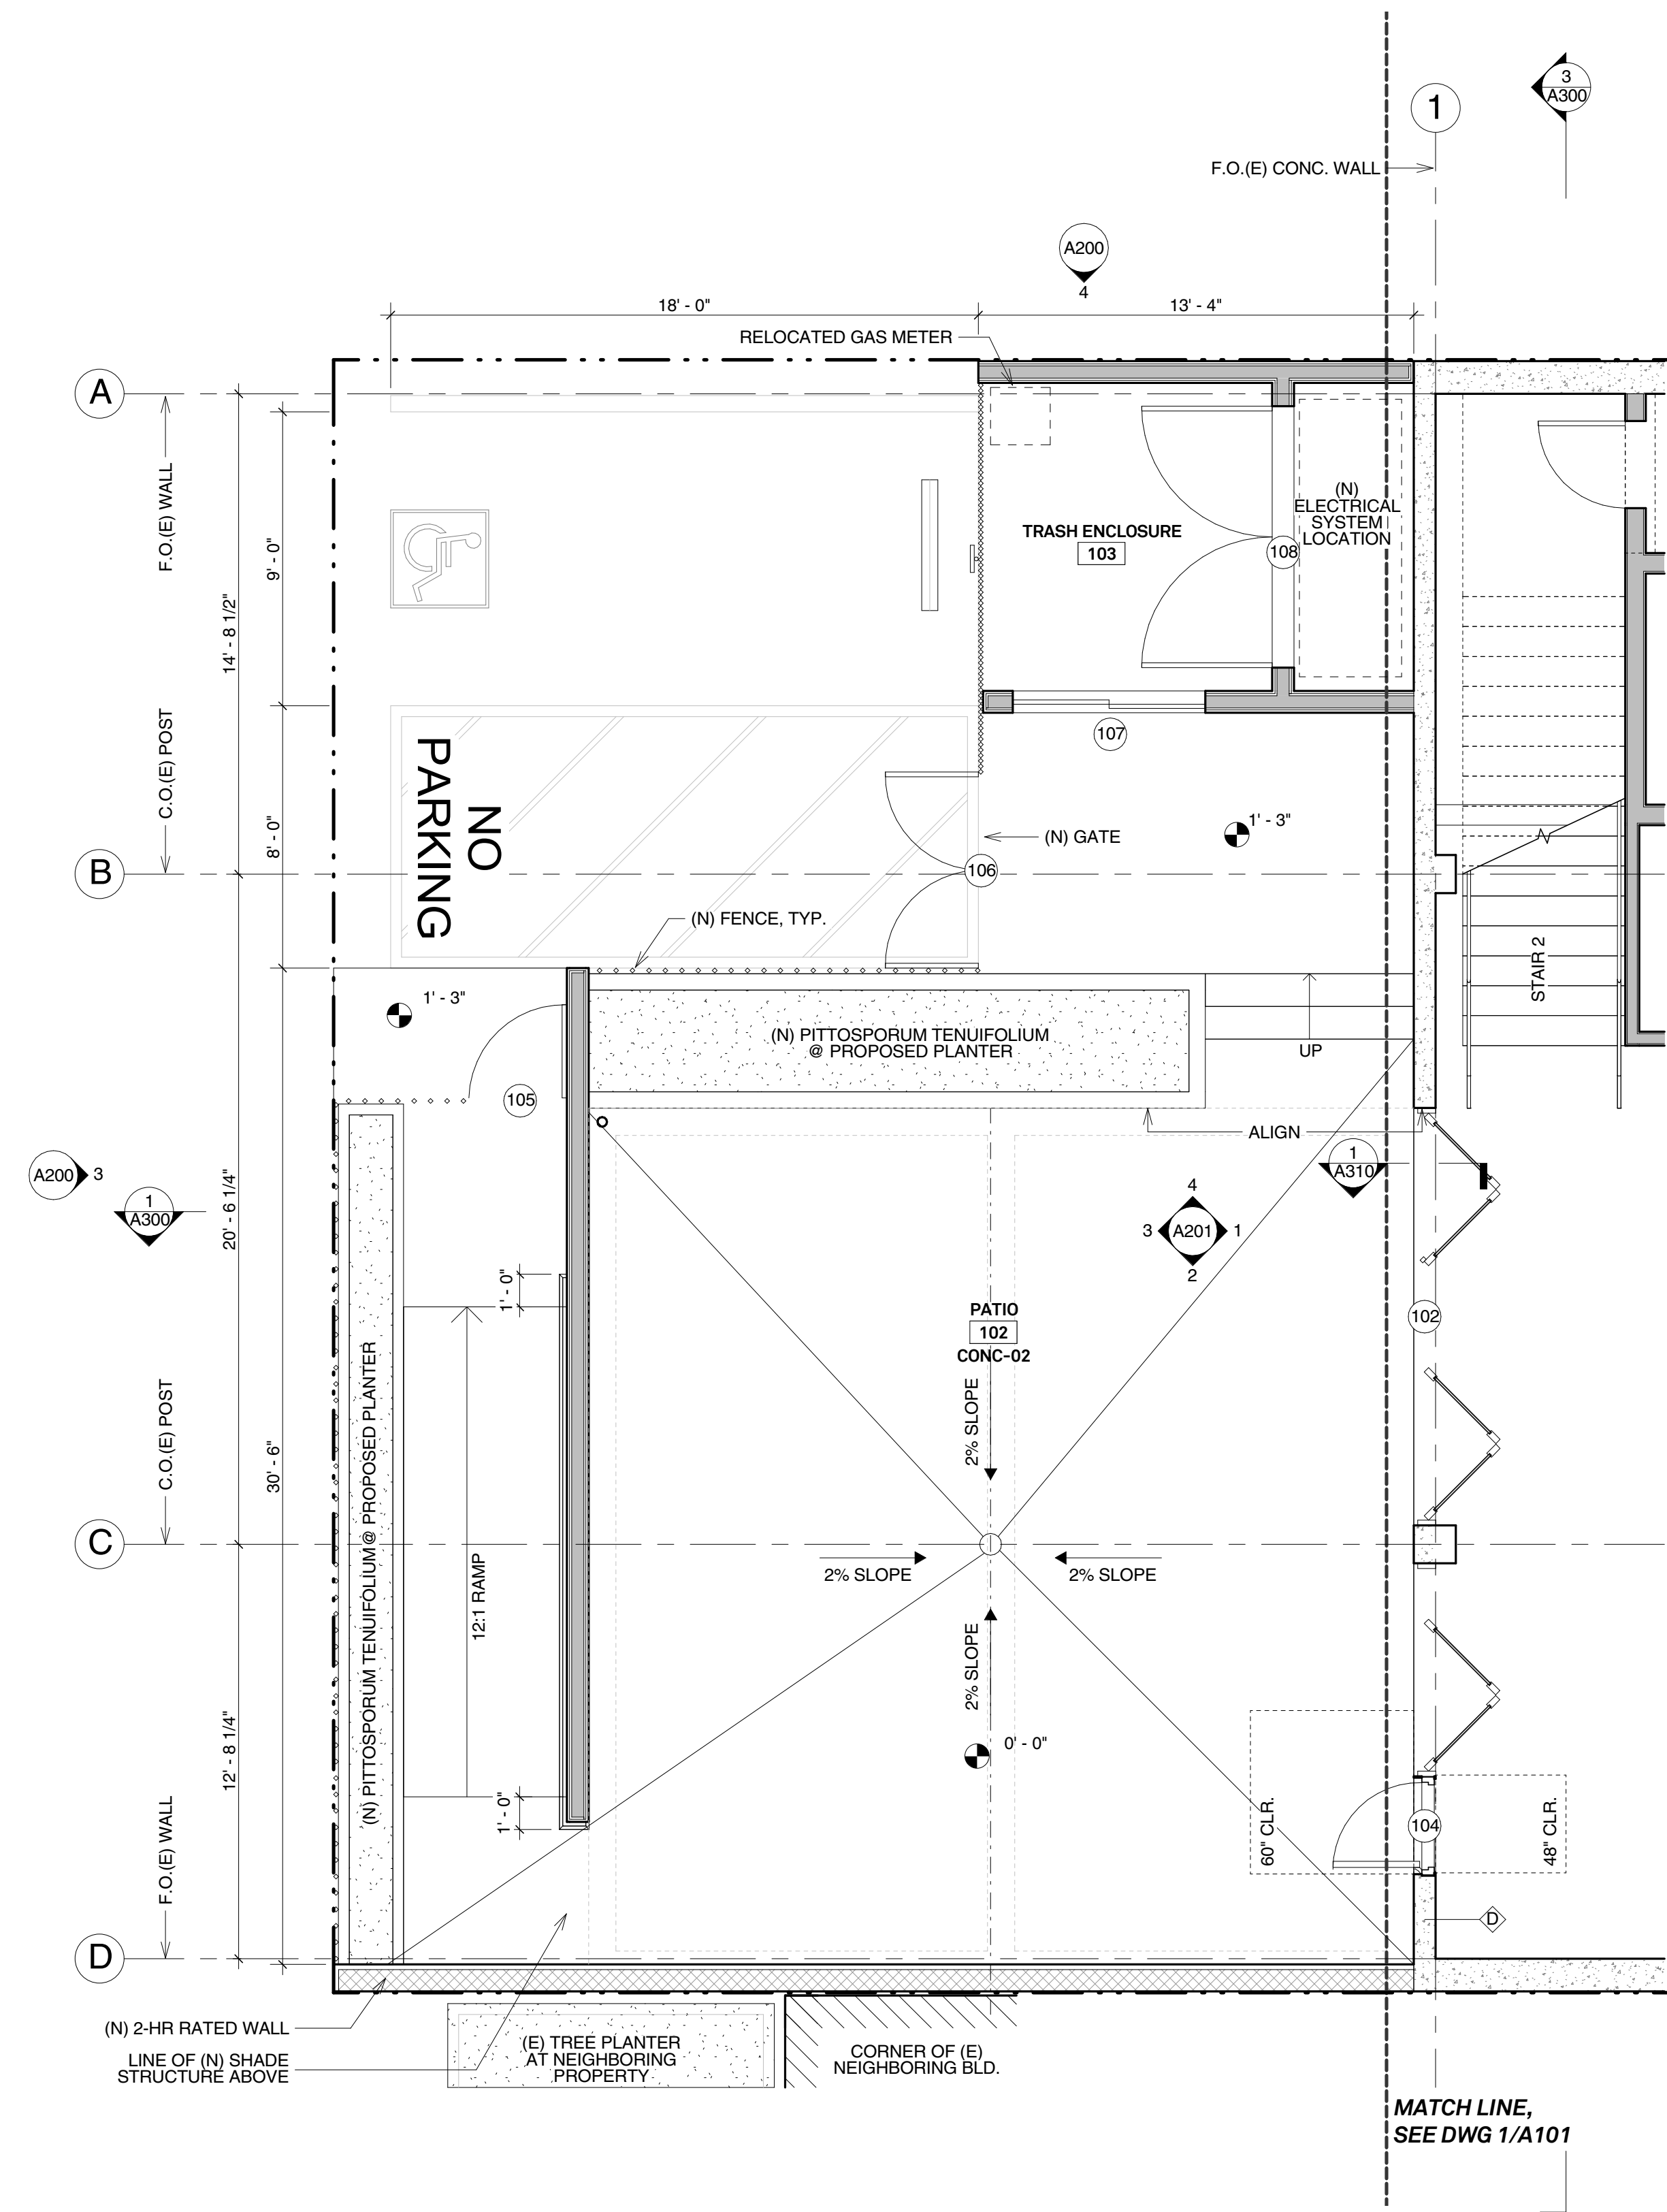 3
A300
1
F.O.(E) CONC. WALL
A200
4
18' - 0"
13' - 4"
RELOCATED GAS METER
A
F.O.(E) WALL
9' - 0"
14' - 8 1/2"
TRASH ENCLOSURE
103
108
(N)
ELECTRICAL
SYSTEM
LOCATION
107
C.O.(E) POST
8' - 0"
NO
PARKING
1' - 3"
(N) GATE
B
106
(N) FENCE, TYP.
STAIR 2
1' - 3"
(N) PITTOSPORUM TENUIFOLIUM
@ PROPOSED PLANTER
UP
105
ALIGN
A200
3
1
A300
20' - 6 1/4"
1
A310
4
3
A201
1
2
1' - 0"
PATIO
102
CONC-02
102
2% SLOPE
(N) PITTOSPORUM TENUIFOLIUM@ PROPOSED PLANTER
C.O.(E) POST
30' - 6"
C
12:1 RAMP
2% SLOPE
2% SLOPE
2% SLOPE
12' - 8 1/4"
0' - 0"
1' - 0"
F.O.(E) WALL
60" CLR.
104
48" CLR.
D
D
(N) 2-HR RATED WALL
LINE OF (N) SHADE
STRUCTURE ABOVE
(E) TREE PLANTER
AT NEIGHBORING
PROPERTY
CORNER OF (E)
NEIGHBORING BLD.
MATCH LINE,
SEE DWG 1/A101